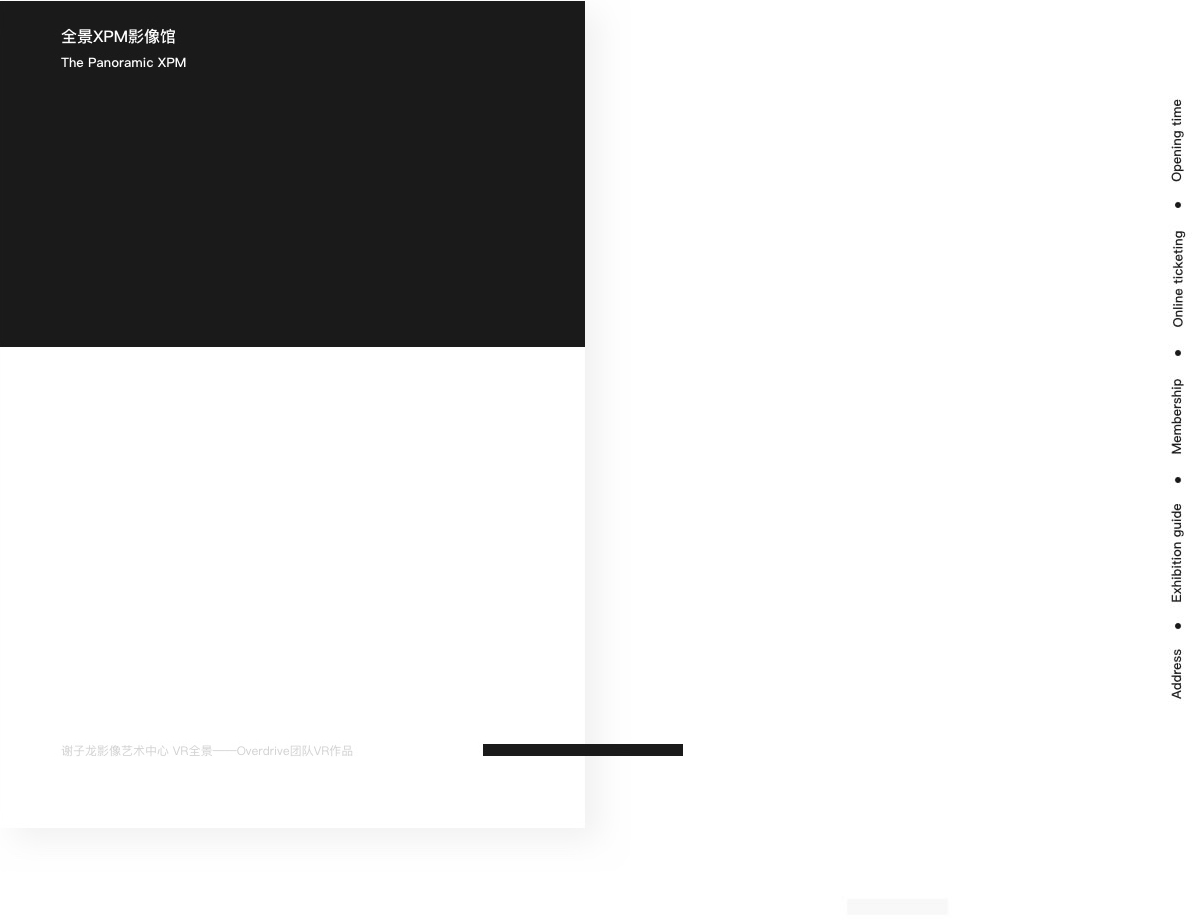 全景XPM影像馆
The Panoramic XPM
谢子龙影像艺术中心 VR全景——Overdrive团队VR作品
Address ● Exhibition guide ● Membership ● Online ticketing ● Opening time